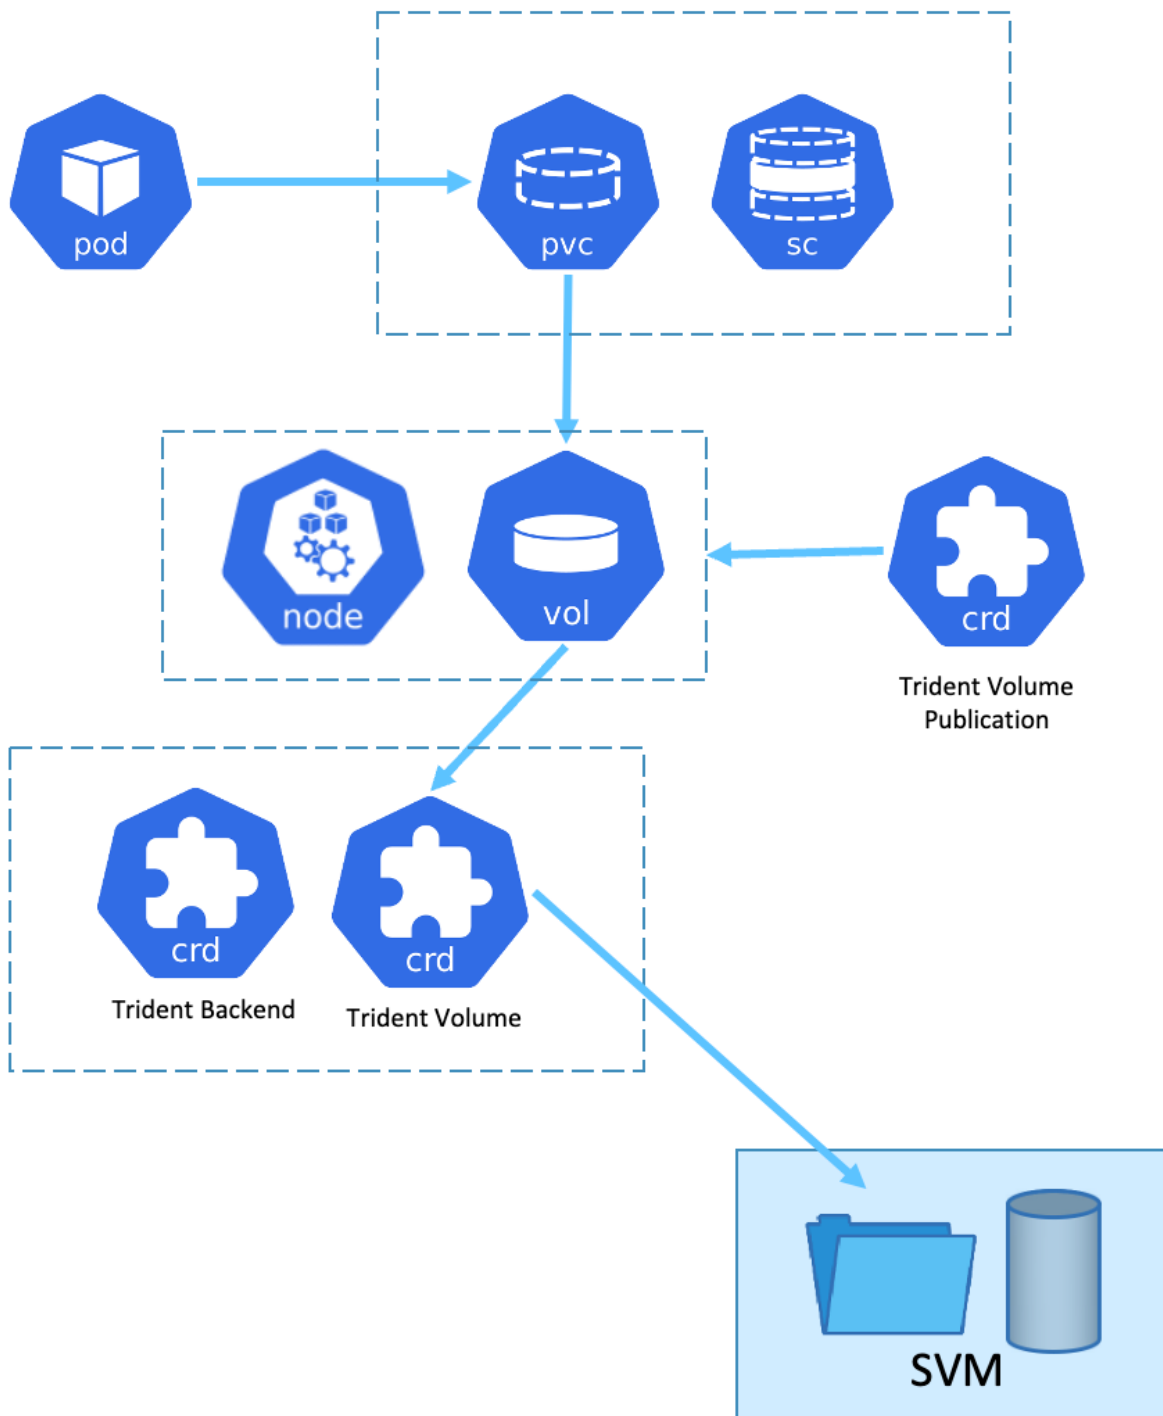 pod
pvc
sc
node
vol
crd
Trident Volume
Publication
crd
Trident Backend
crd
Trident Volume
SVM